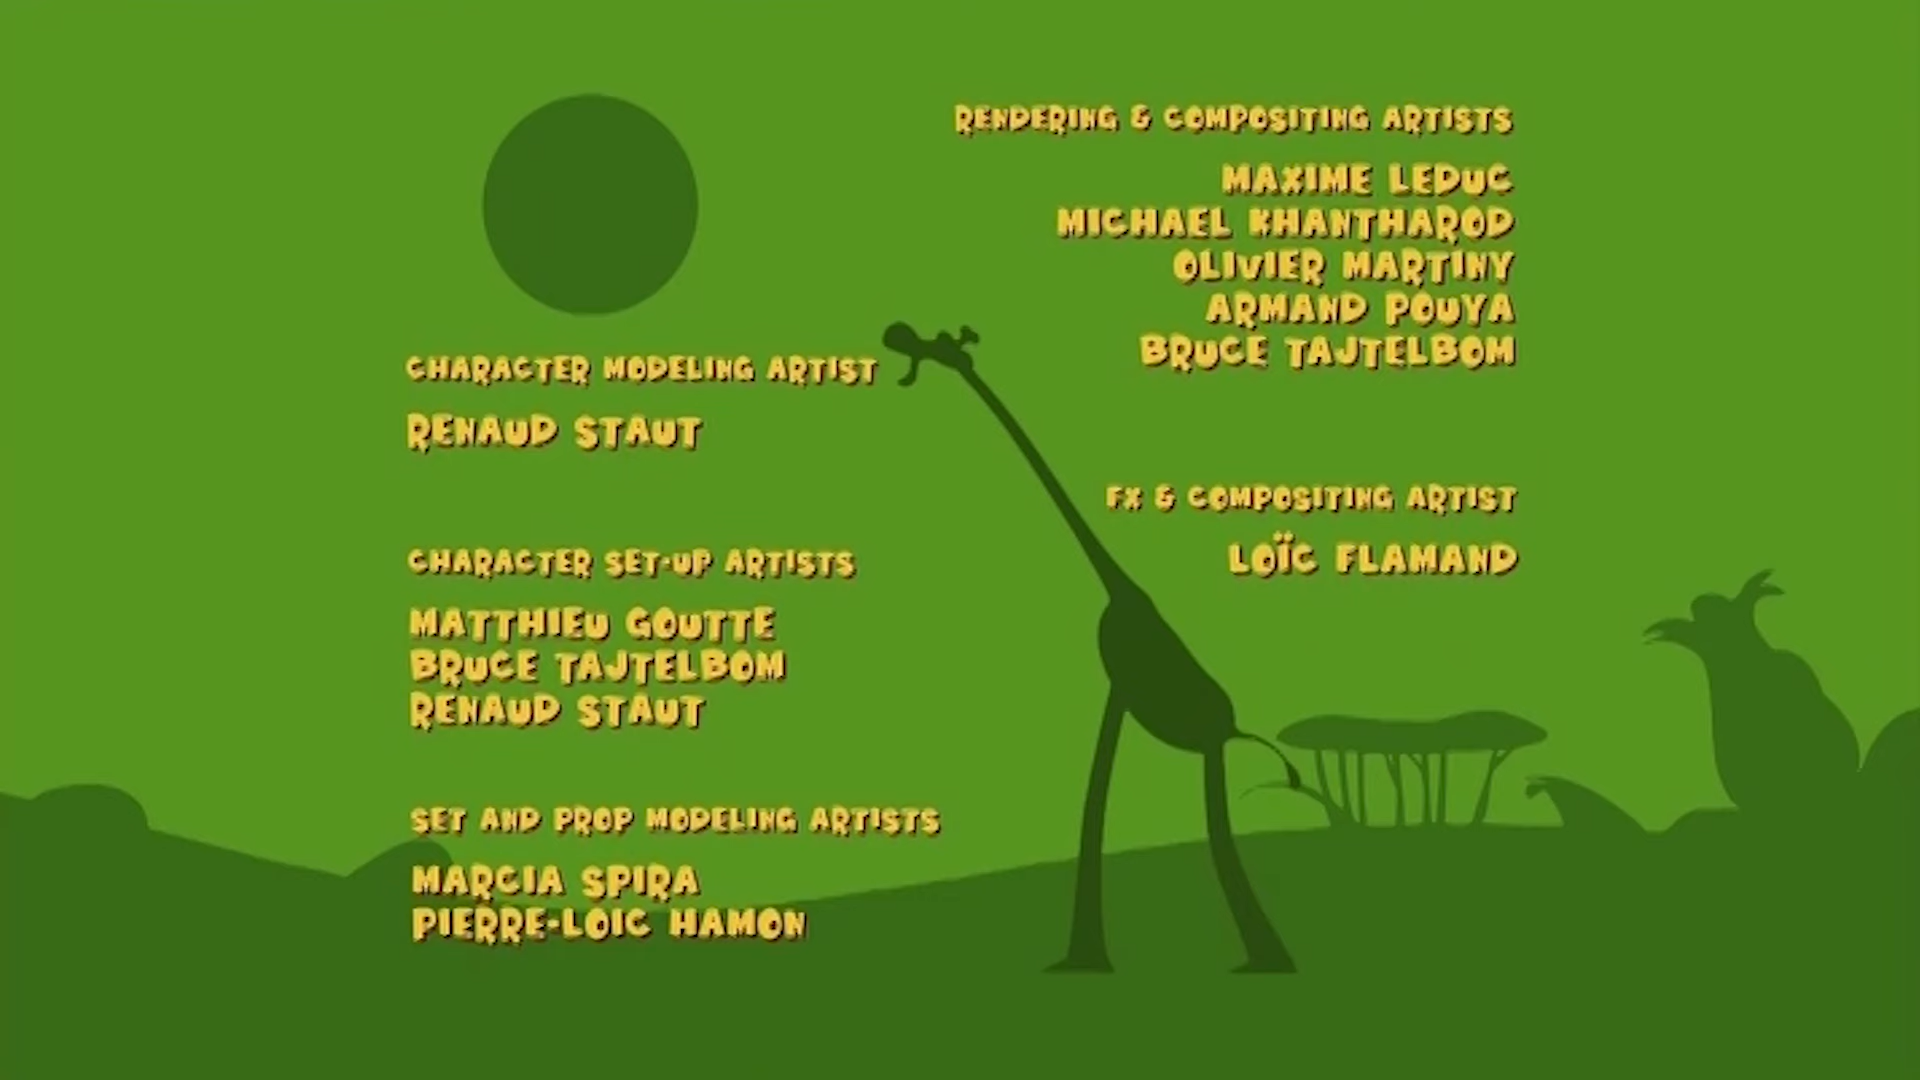 CHARACTER MODELING ARTIST
RENAUD STAUT
CHARACTER SET-UP ARTISTS
MATTHIEU GOUTTE
BRUCE TAJTELBOM
RENAUD STAUT
SET AND PROP MODELING ARTISTS
MARCIA SPIRA
PIERRE-LOIC HAMON
RENDERING & COMPOSITING ARTISTS
MAXIME LEDUC
MICHAEL KHANTHAROD
OLIVIER MARTINY
ARMAND POUYA
BRUCE TAJTELBOM
FX & COMPOSITING ARTIST
LOÏC FLAMAND